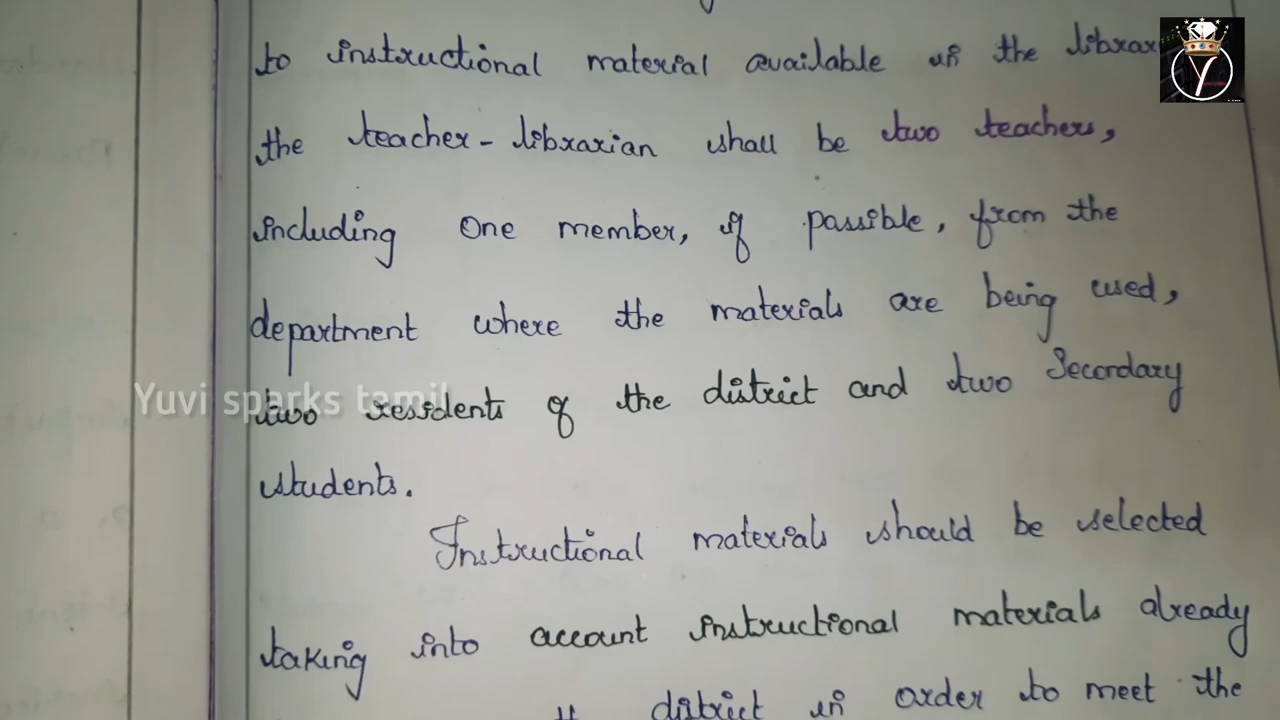 to instructional material available in the librar
the teacher - librarian shall be two teachers,
including One member, if passible, from the
department where the materials are being used,
Yuvi sparks tamil
two residents of the district and two Secondary
students.
Instructional materials should be selected
taking into account instructional materials already
district in order to meet the